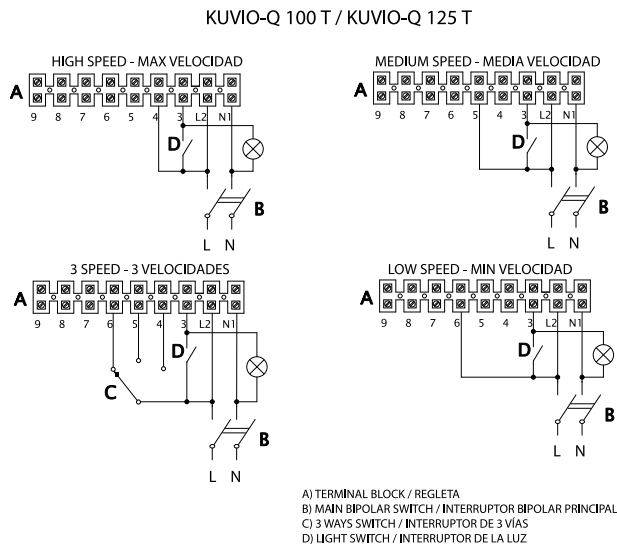 KUVIO-Q 100 T / KUVIO-Q 125 T
HIGH SPEED - MAX VELOCIDAD
A
9 8 7 6 5 4 3 L2 N1
D
B
L N
MEDIUM SPEED - MEDIA VELOCIDAD
A
9 8 7 6 5 4 3 L2 N1
D
B
L N
3 SPEED - 3 VELOCIDADES
A
9 8 7 6 5 4 3 L2 N1
D
C
B
L N
LOW SPEED - MIN VELOCIDAD
A
9 8 7 6 5 4 3 L2 N1
D
B
L N
A) TERMINAL BLOCK / REGLETA
B) MAIN BIPOLAR SWITCH / INTERRUPTOR BIPOLAR PRINCIPAL
C) 3 WAYS SWITCH / INTERRUPTOR DE 3 VÍAS
D) LIGHT SWITCH / INTERRUPTOR DE LA LUZ